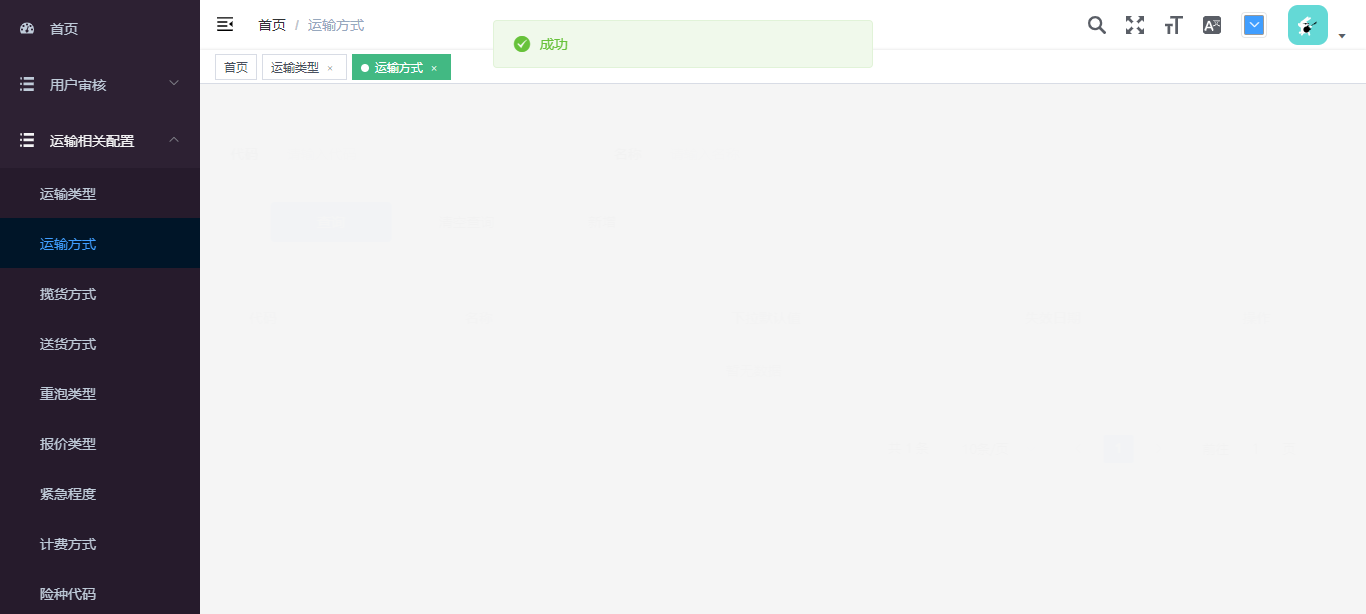 首页
用户审核
运输相关配置
运输类型
运输方式
揽货方式
送货方式
重泡类型
报价类型
紧急程度
计费方式
险种代码
首页 / 运输方式
成功
首页 运输类型 × 运输方式 ×